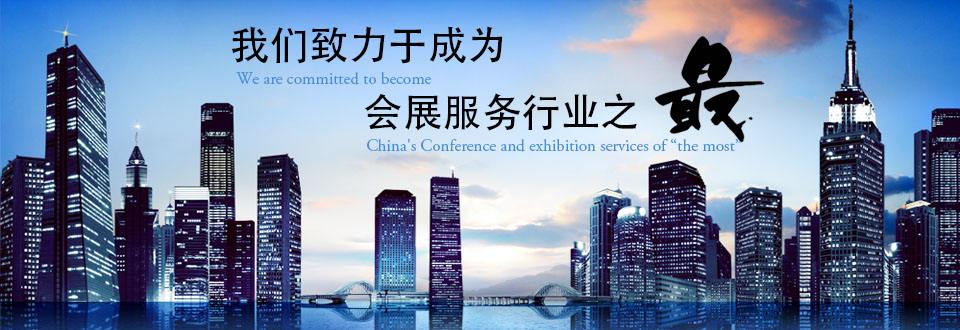 我们致力于成为
We are committed to become
会展服务行业之最
China's Conference and exhibition services of “the most”